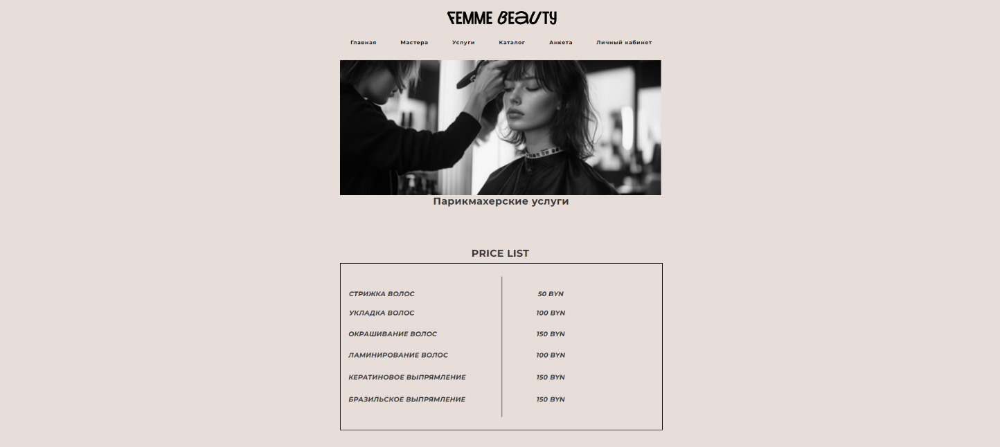 FEMME BEAUTY
Главная Мастера Услуги Каталог Анкета Личный кабинет
Парикмахерские услуги
PRICE LIST
СТРИЖКА ВОЛОС 50 BYN
УКЛАДКА ВОЛОС 100 BYN
ОКРАШИВАНИЕ ВОЛОС 150 BYN
ЛАМИНИРОВАНИЕ ВОЛОС 100 BYN
КЕРАТИНОВОЕ ВЫПРЯМЛЕНИЕ 150 BYN
БРАЗИЛЬСКОЕ ВЫПРЯМЛЕНИЕ 150 BYN